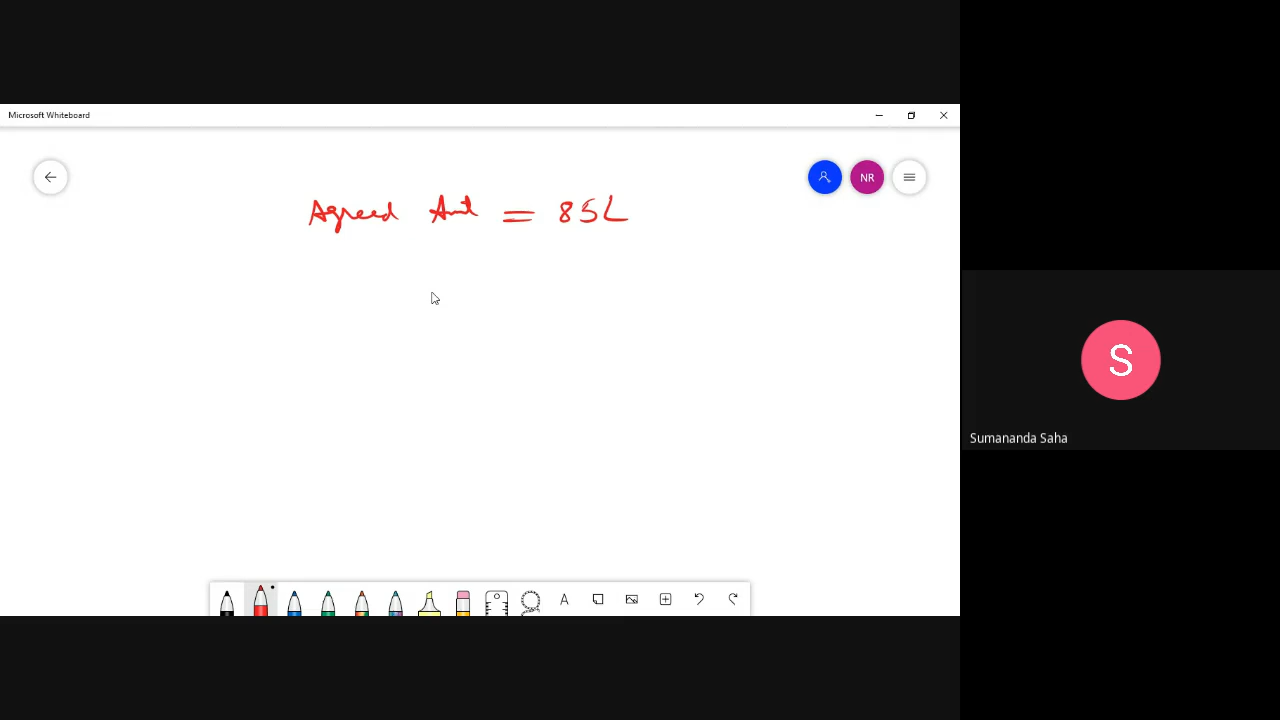 Microsoft Whiteboard
NR
Agreed Amt = 85L
S
Sumananda Saha
A